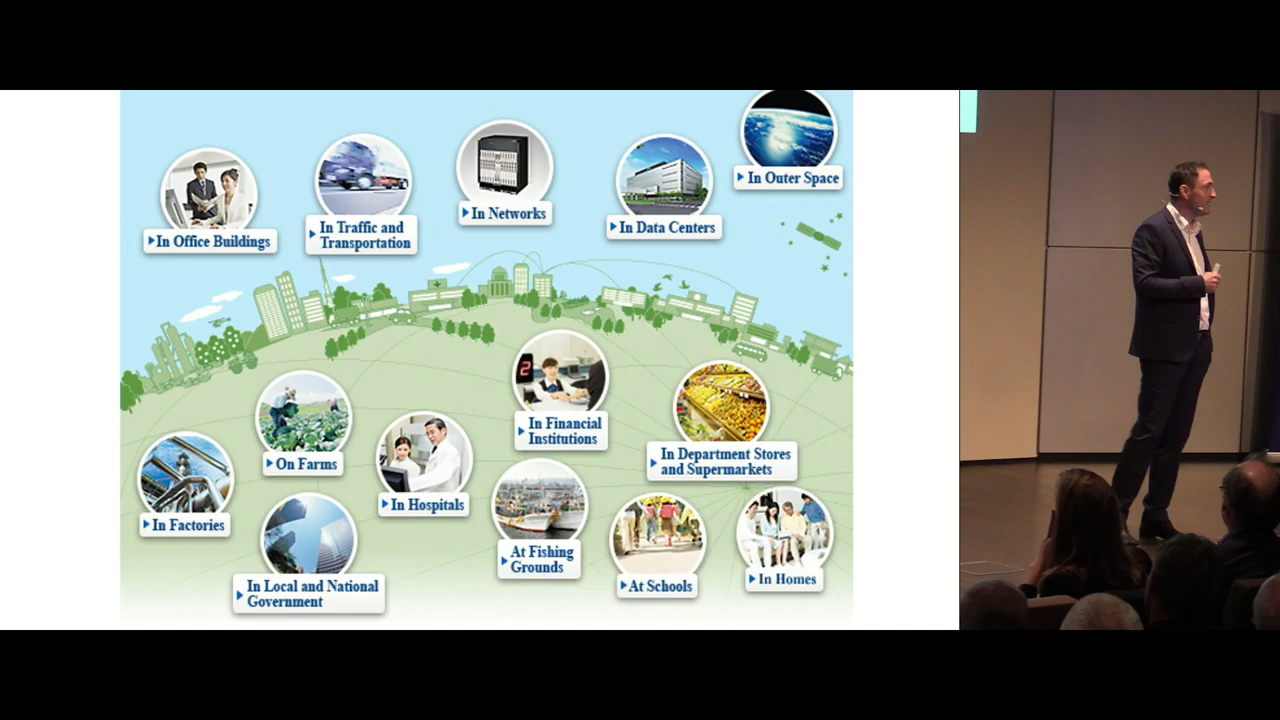 In Outer Space
In Networks
In Data Centers
In Traffic and
Transportation
In Office Buildings
2
In Financial
Institutions
In Department Stores
and Supermarkets
On Farms
In Hospitals
In Factories
At Fishing
Grounds
In Homes
At Schools
In Local and National
Government